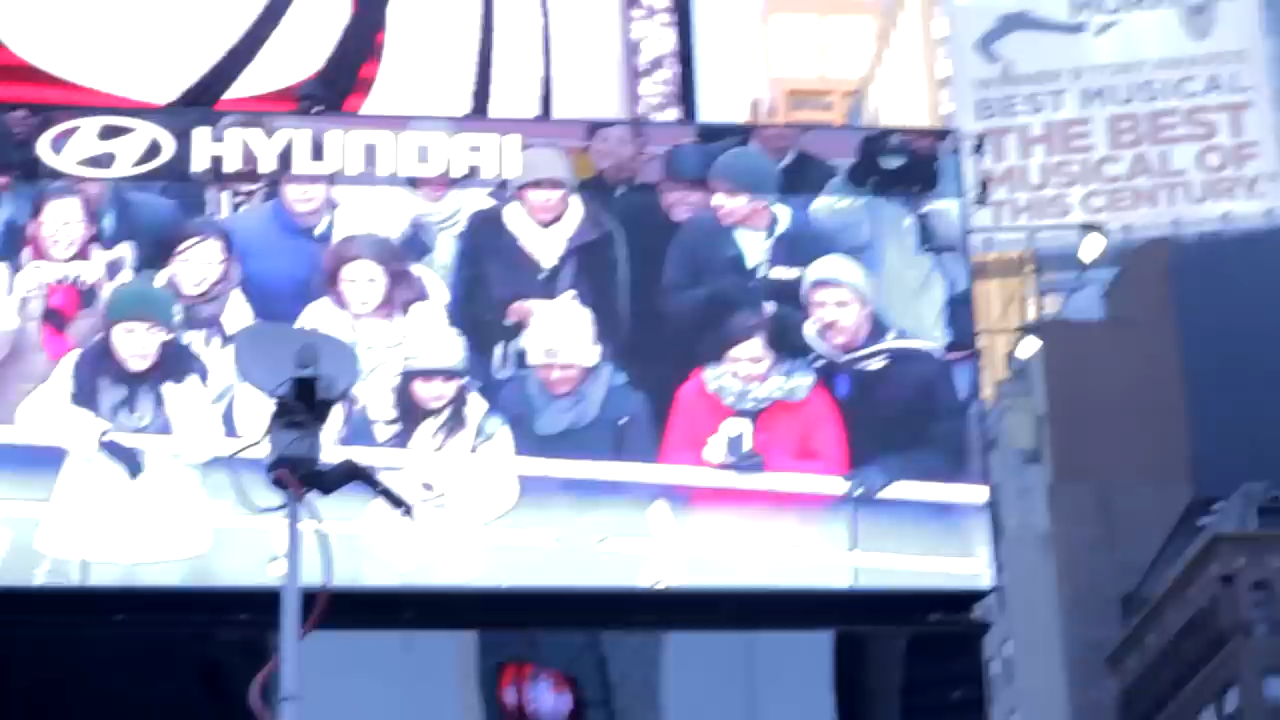 HYUNDAI
BEST MUSICAL
THE BEST
MUSICAL OF
THIS CENTURY.